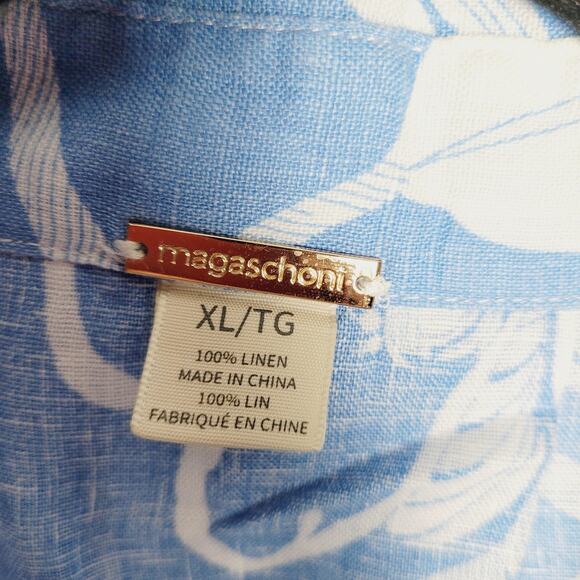 magaschoni
XL/TG
100% LINEN
MADE IN CHINA
100% LIN
FABRIQUÉ EN CHINE